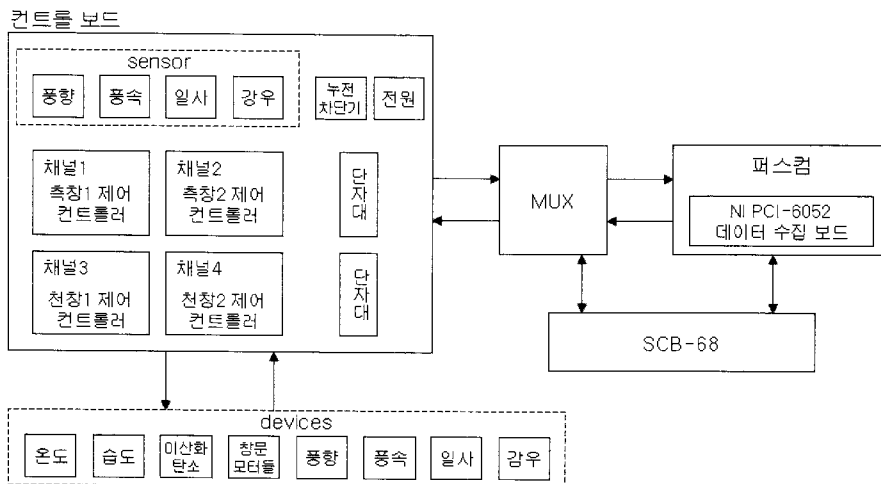 컨트롤 보드
sensor
풍향
풍속
일사
강우
누전
차단기
전원
채널1
측창1 제어
컨트롤러
채널2
측창2 제어
컨트롤러
단
자
대
채널3
천창1 제어
컨트롤러
채널4
천창2 제어
컨트롤러
단
자
대
MUX
퍼스컴
NI PCI-6052
데이터 수집 보드
SCB-68
devices
온도
습도
이산화
탄소
창문
모터들
풍향
풍속
일사
감우